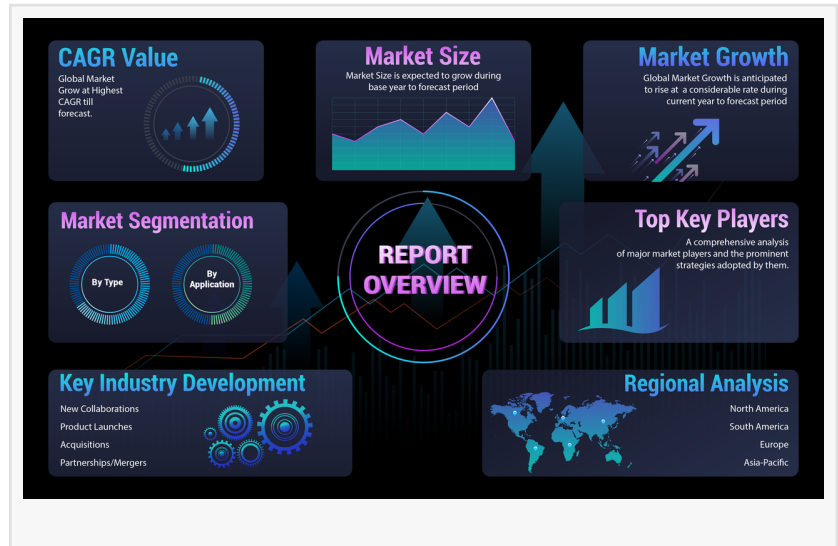 CAGR Value
Global Market
Grow at Highest
CAGR till
forecast.
Market Size
Market Size is expected to grow during
base year to forecast period
Market Growth
Global Market Growth is anticipated
to rise at a considerable rate during
current year to forecast period
Market Segmentation
By Type
By
Application
REPORT
OVERVIEW
Top Key Players
A comprehensive analysis
of major market players and the prominent
strategies adopted by them.
Key Industry Development
New Collaborations
Product Launches
Acquisitions
Partnerships/Mergers
Regional Analysis
North America
South America
Europe
Asia-Pacific